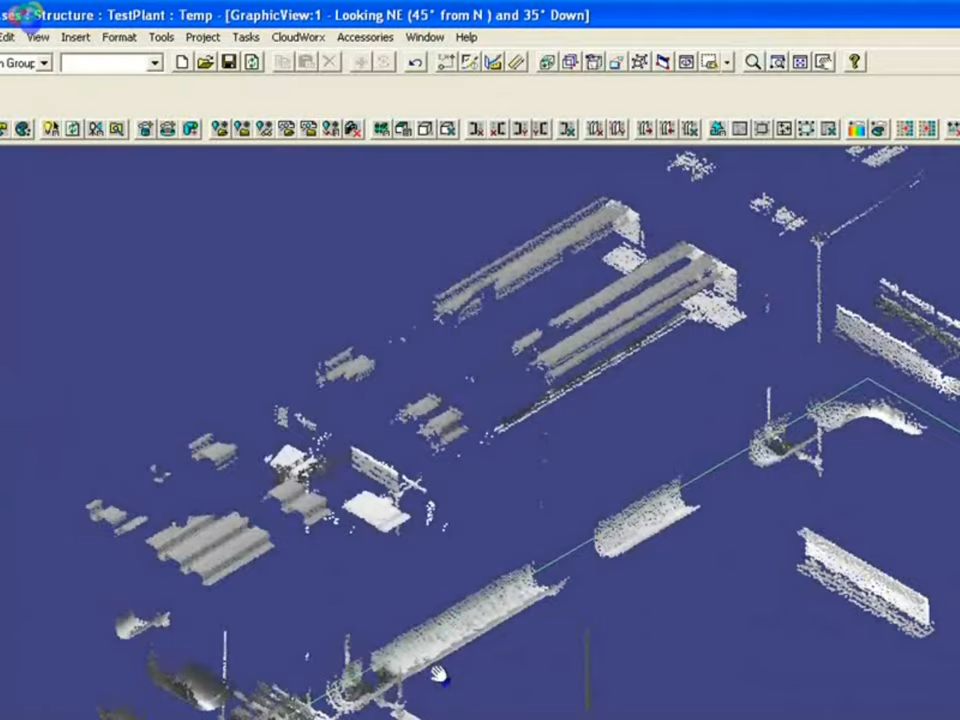 ses : Structure : TestPlant : Temp - [GraphicView:1 - Looking NE (45° from N ) and 35° Down]
Edit View Insert Format Tools Project Tasks CloudWorx Accessories Window Help
Group